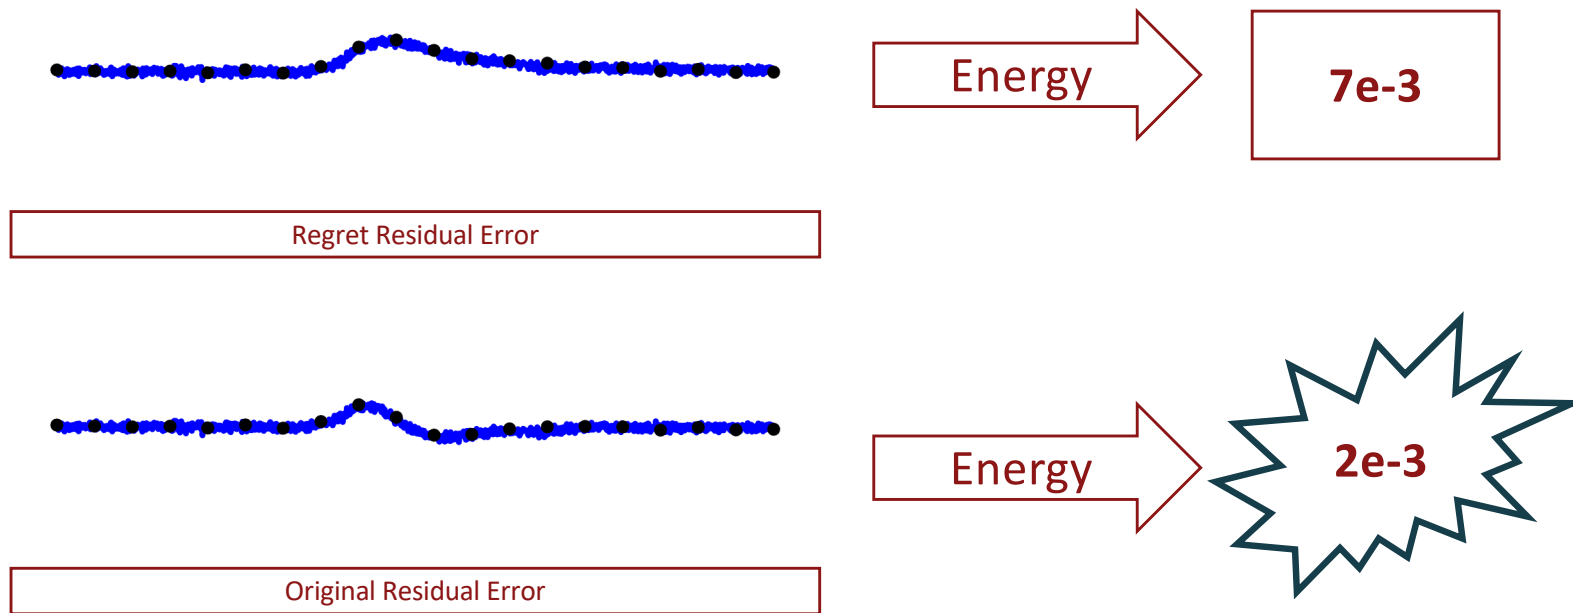 Energy
7e-3
Regret Residual Error
Energy
2e-3
Original Residual Error